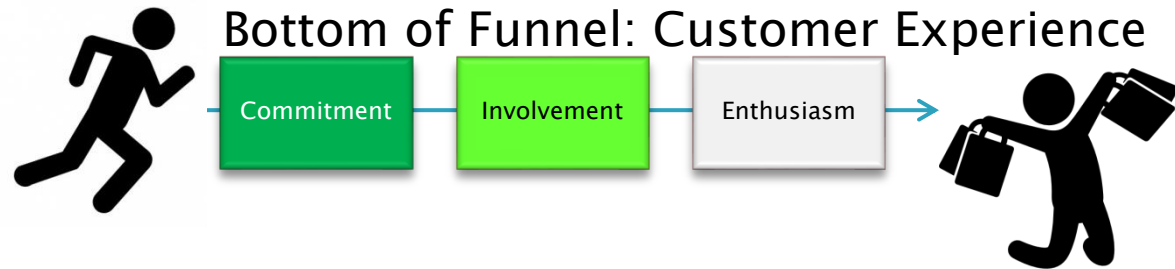 Bottom of Funnel: Customer Experience
Commitment
Involvement
Enthusiasm